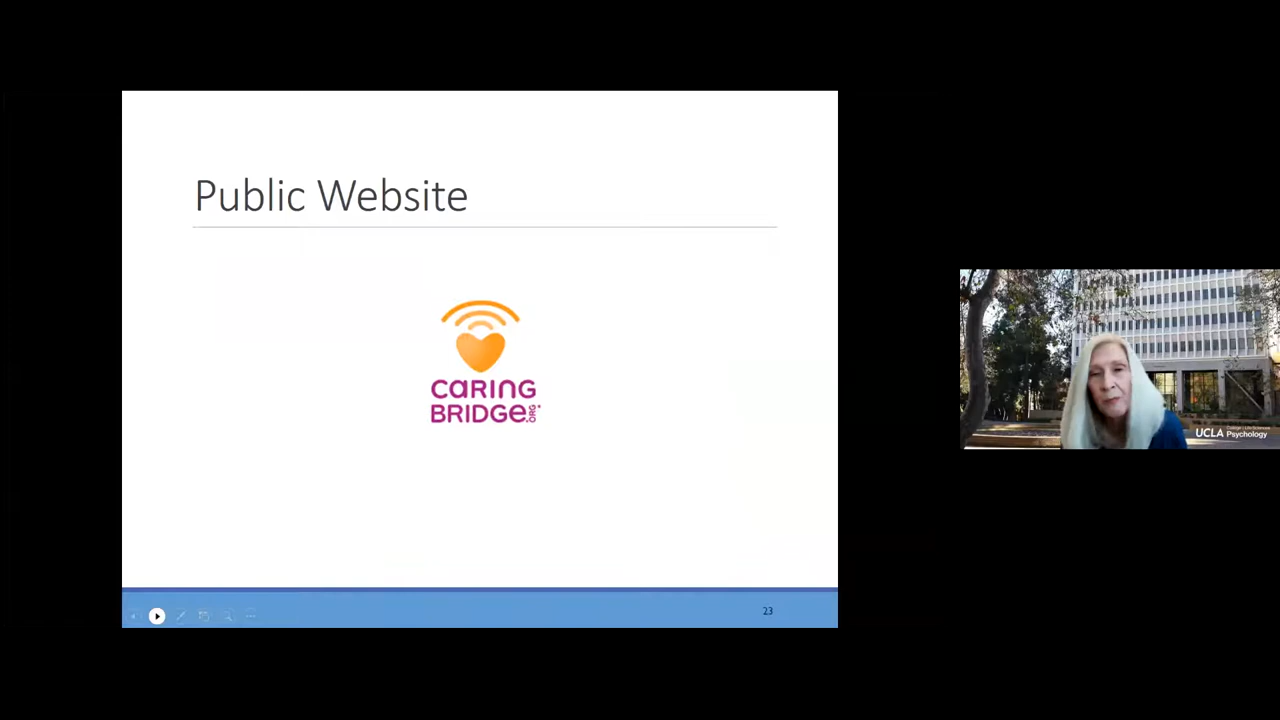 Public Website
CARING
BRIDGE.ORG
23
UCLA
Psychology